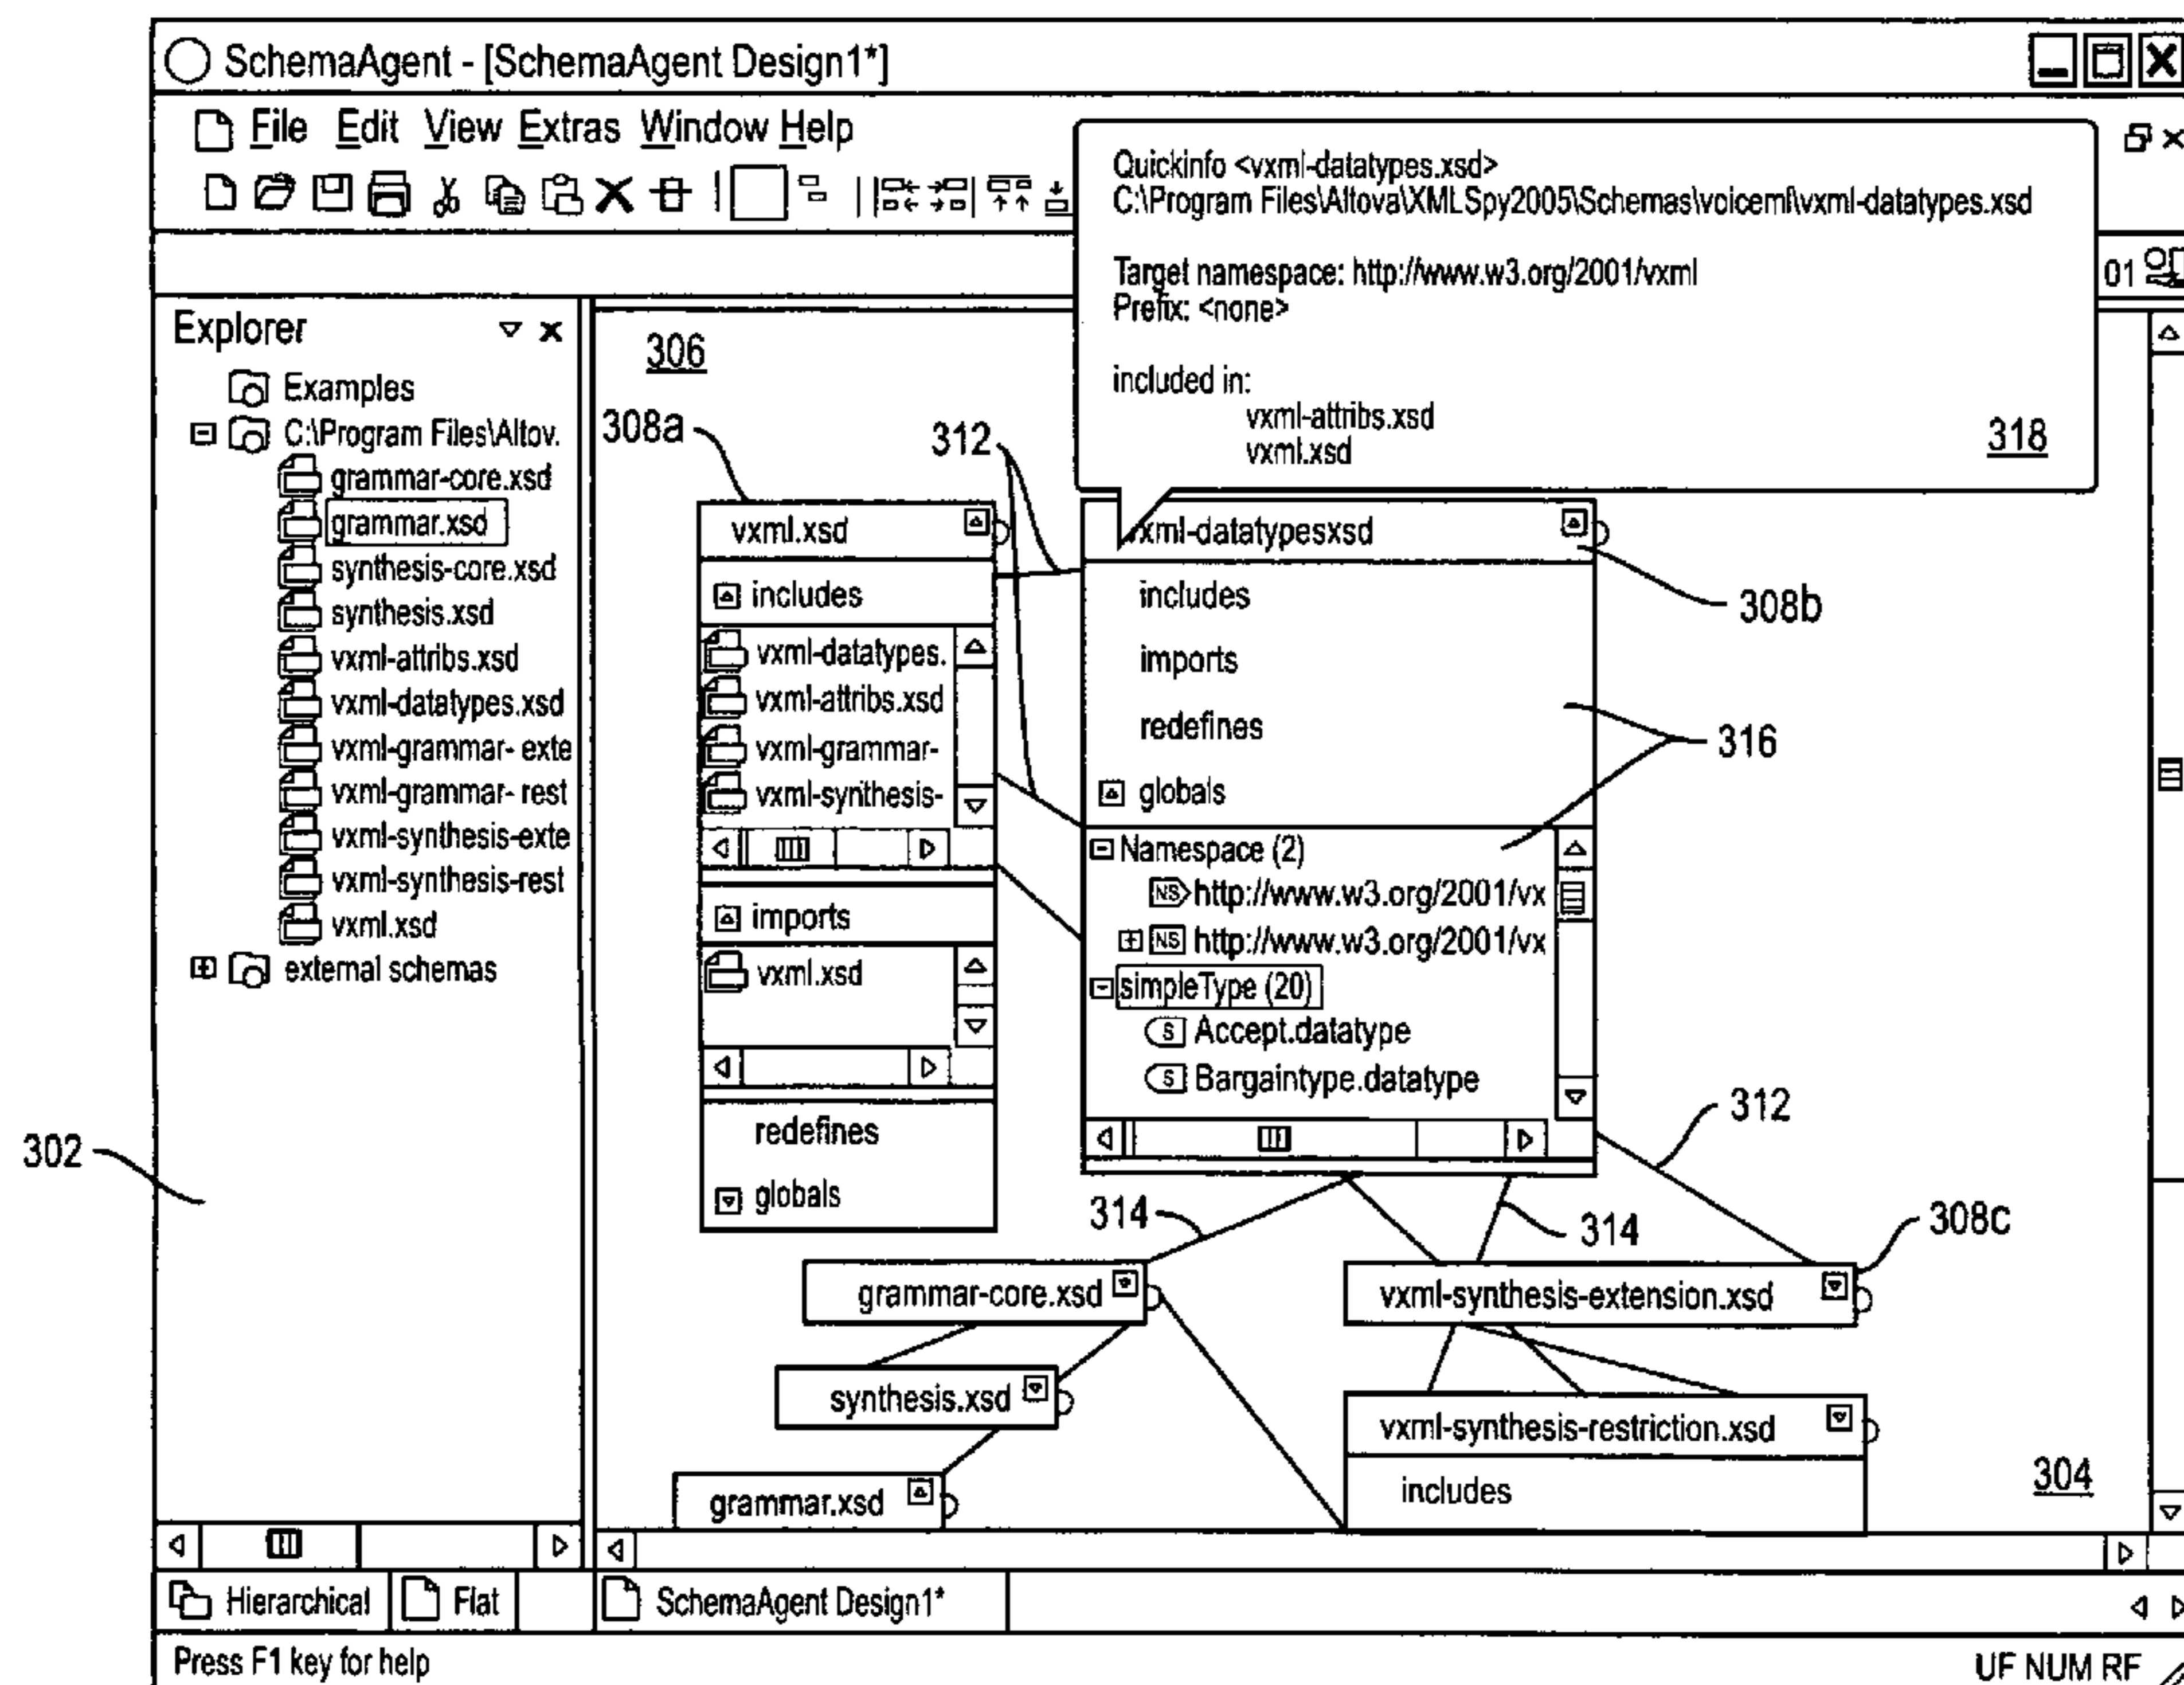 SchemaAgent - [SchemaAgent Design1*]
File Edit View Extras Window Help
Quickinfo <vxml-datatypes.xsd>
C:\Program Files\Altova\XMLSpy2005\Schemas\voiceml\vxml-datatypes.xsd
Target namespace: http://www.w3.org/2001/vxml
Prefix: <none>
included in:
vxml-attribs.xsd
vxml.xsd
318
01
Explorer
Examples
C:\Program Files\Altov.
grammar-core.xsd
grammar.xsd
synthesis-core.xsd
synthesis.xsd
vxml-attribs.xsd
vxml-datatypes.xsd
vxml-grammar- exte
vxml-grammar- rest
vxml-synthesis-exte
vxml-synthesis-rest
vxml.xsd
external schemas
302
306
308a
312
vxml.xsd
includes
vxml-datatypes.
vxml-attribs.xsd
vxml-grammar-
vxml-synthesis-
imports
vxml.xsd
redefines
globals
vxml-datatypesxsd
308b
includes
imports
redefines
316
globals
Namespace (2)
NS http://www.w3.org/2001/vx
NS http://www.w3.org/2001/vx
simpleType (20)
S Accept.datatype
S Bargaintype.datatype
312
314
314
308c
grammar-core.xsd
vxml-synthesis-extension.xsd
synthesis.xsd
vxml-synthesis-restriction.xsd
includes
grammar.xsd
304
Hierarchical
Flat
SchemaAgent Design1*
Press F1 key for help
UF NUM RF